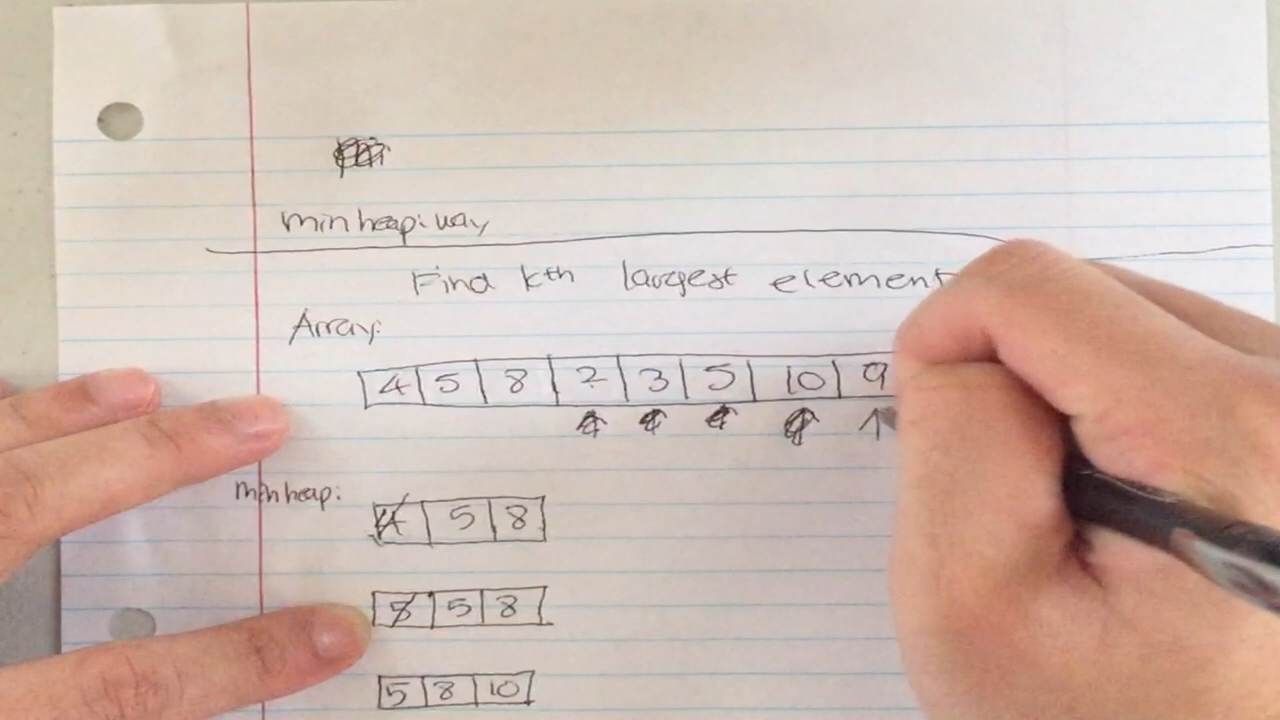 min heap: way
Find kth largest element
Array:
4 5 8 2 3 5 10 9
min heap:
4 5 8
5 5 8
5 8 10